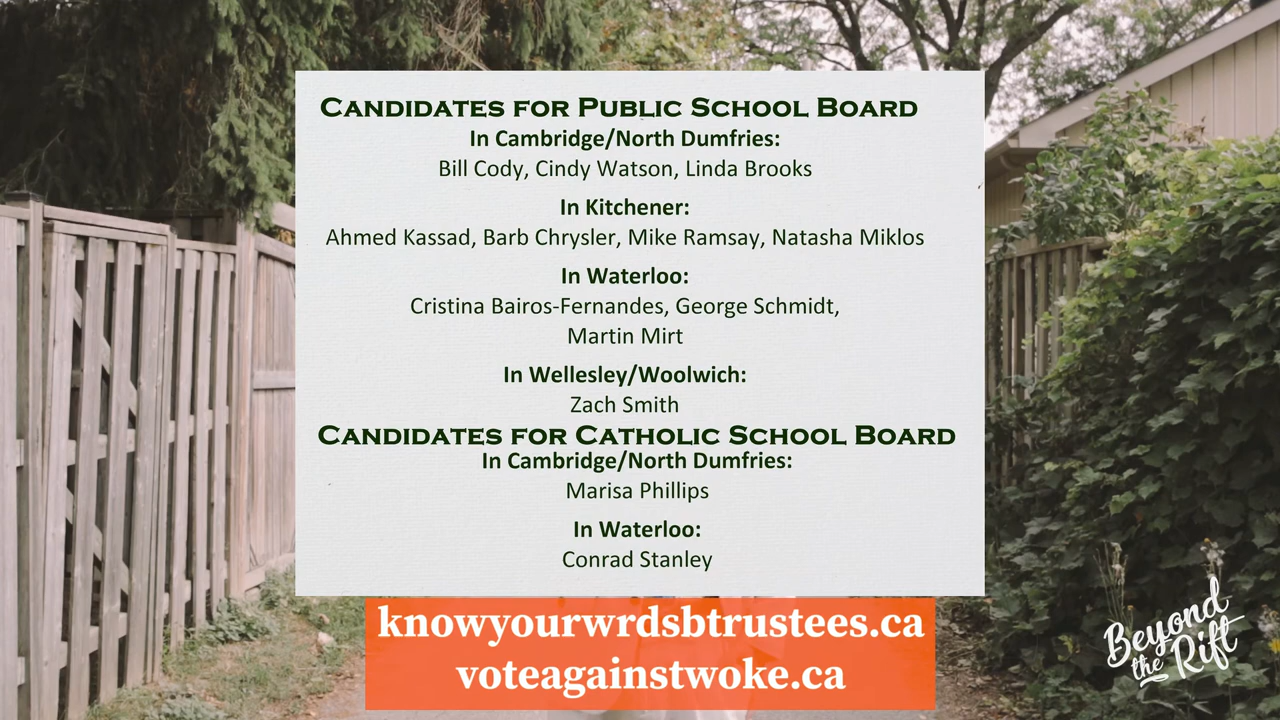 Candidates for Public School Board
In Cambridge/North Dumfries:
Bill Cody, Cindy Watson, Linda Brooks
In Kitchener:
Ahmed Kassad, Barb Chrysler, Mike Ramsay, Natasha Miklos
In Waterloo:
Cristina Bairos-Fernandes, George Schmidt,
Martin Mirt
In Wellesley/Woolwich:
Zach Smith
Candidates for Catholic School Board
In Cambridge/North Dumfries:
Marisa Phillips
In Waterloo:
Conrad Stanley
knowyourwrdsbtrustees.ca
voteagainstwoke.ca
Beyond
the Rift